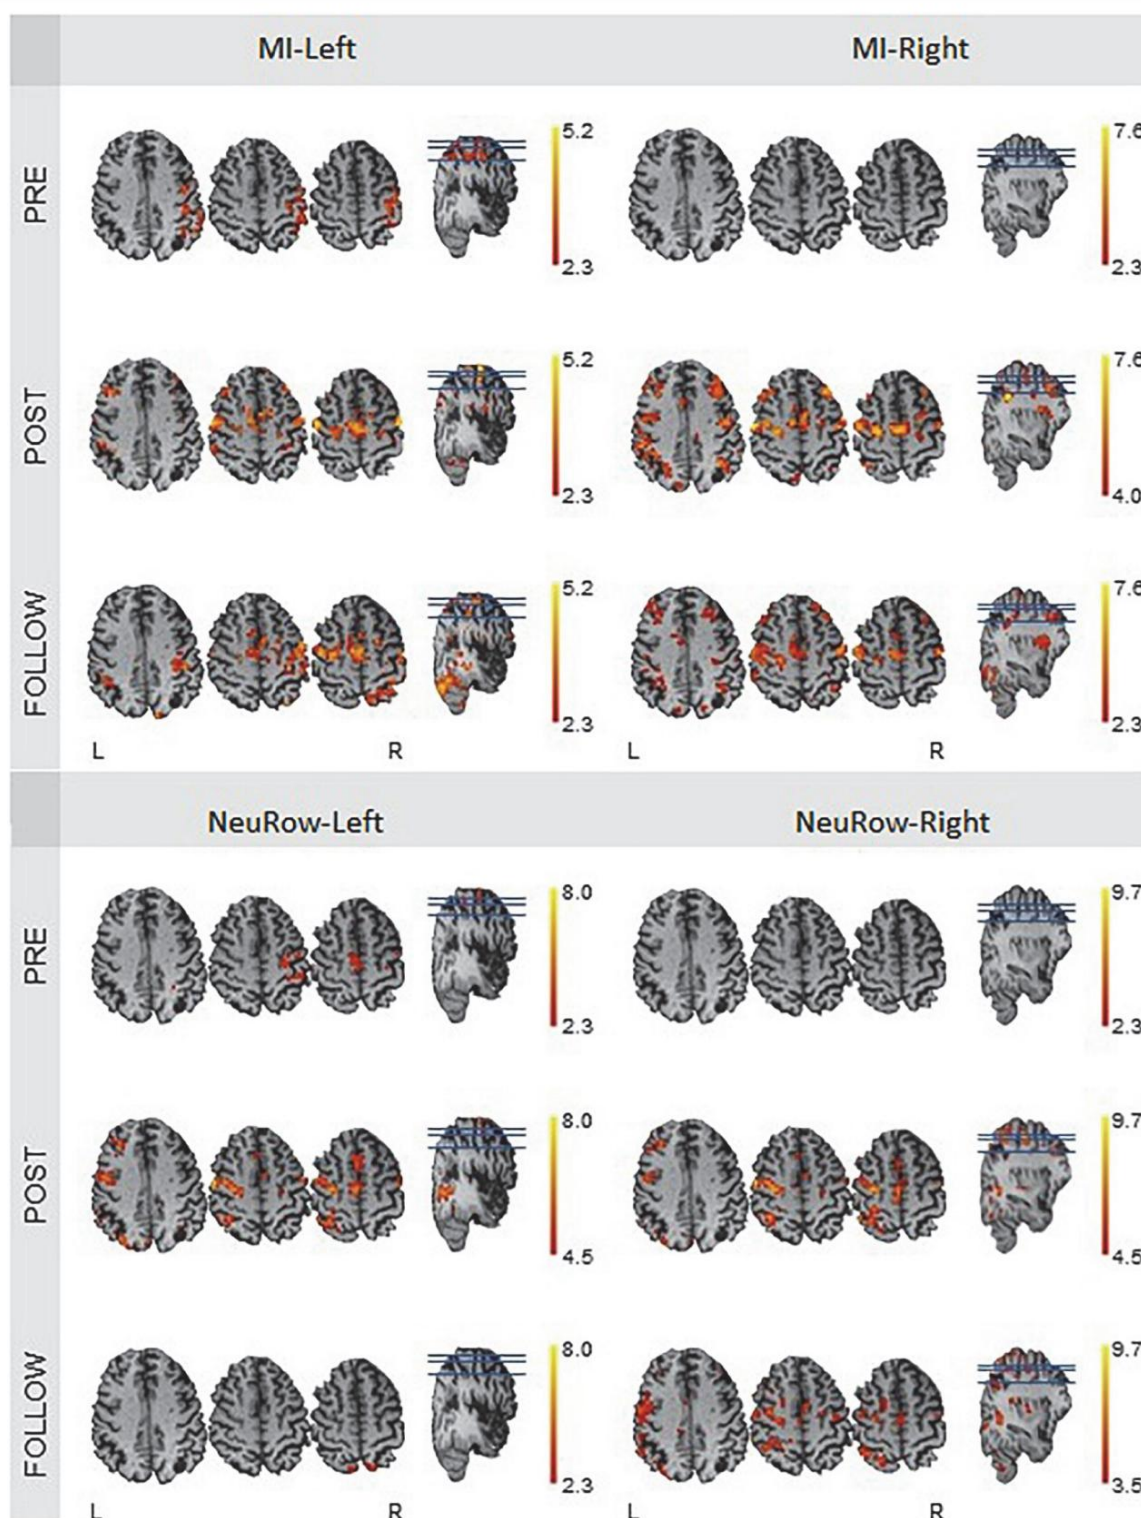 MI-Left MI-Right
PRE
5.2 7.6
2.3 2.3
POST
5.2 7.6
2.3 4.0
FOLLOW
5.2 7.6
2.3 2.3
L R L R
NeuRow-Left NeuRow-Right
PRE
8.0 9.7
2.3 2.3
POST
8.0 9.7
4.5 4.5
FOLLOW
8.0 9.7
2.3 3.5
L R L R